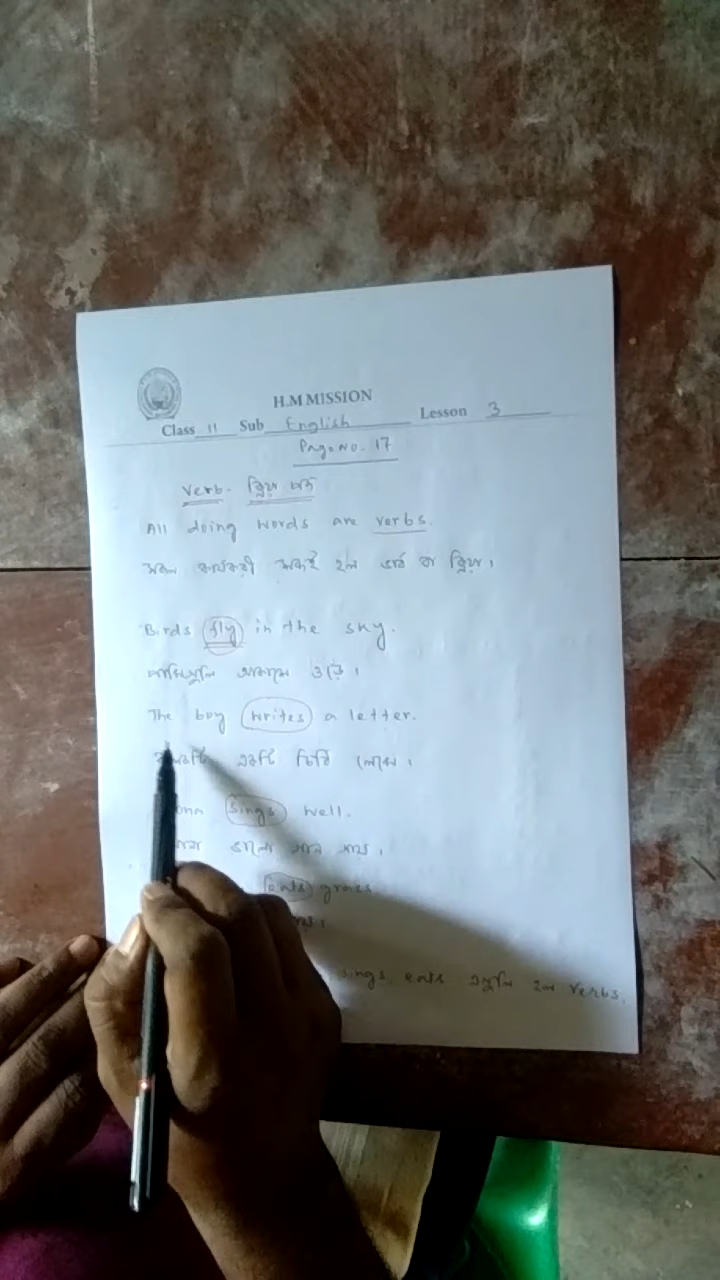 H.M MISSION
Class 11 Sub English Lesson 3
Page No. 17
Verb - ক্রিয়া পদ
All doing words are verbs.
সকল কার্যকরী শব্দই হল ভার্ব বা ক্রিয়া।
Birds fly in the sky.
পাখিগুলি আকাশে ওড়ে।
The boy writes a letter.
একটি চিঠি লেখে।
sings well.
ভালো গান গায়।
eats grass
sings, eats এগুলি হল verbs.